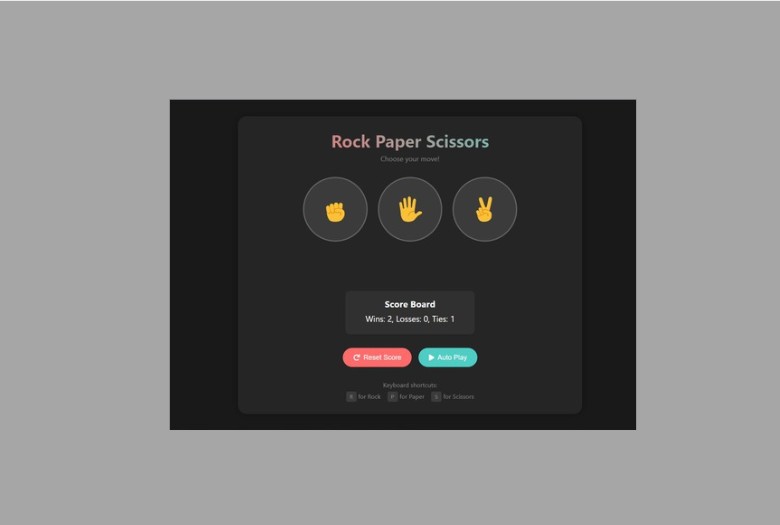 Rock Paper Scissors
Choose your move!
Score Board
Wins: 2, Losses: 0, Ties: 1
Reset Score
Auto Play
Keyboard shortcuts:
R for Rock P for Paper S for Scissors